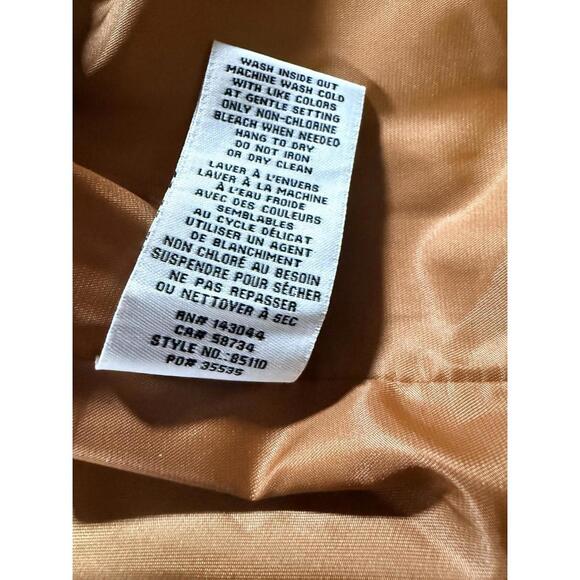 WASH INSIDE OUT
MACHINE WASH COLD
WITH LIKE COLORS
AT GENTLE SETTING
ONLY NON-CHLORINE
BLEACH WHEN NEEDED
HANG TO DRY
DO NOT IRON
OR DRY CLEAN
LAVER À L'ENVERS
LAVER À LA MACHINE
À L'EAU FROIDE
AVEC DES COULEURS
SEMBLABLES
AU CYCLE DÉLICAT
UTILISER UN AGENT
DE BLANCHIMENT
NON CHLORÉ AU BESOIN
SUSPENDRE POUR SÉCHER
NE PAS REPASSER
OU NETTOYER À SEC
RN# 143044
CA# 58734
STYLE NO.:85110
PO# 35535